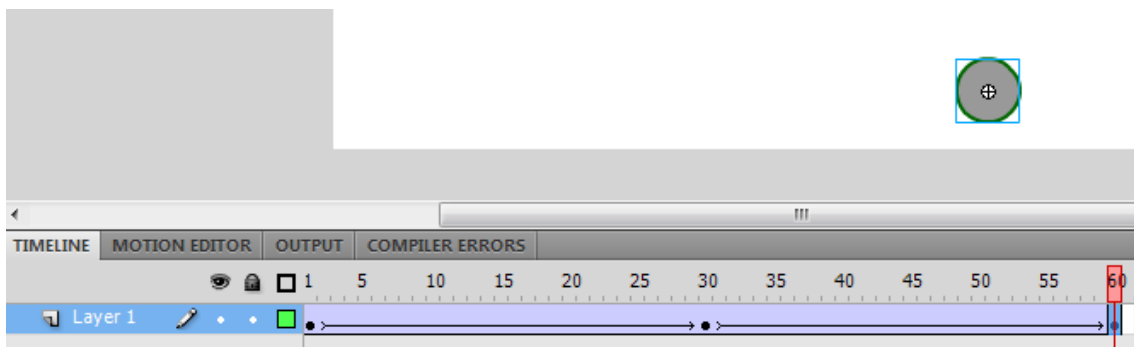 TIMELINE MOTION EDITOR OUTPUT COMPILER ERRORS
1 5 10 15 20 25 30 35 40 45 50 55 60
Layer 1